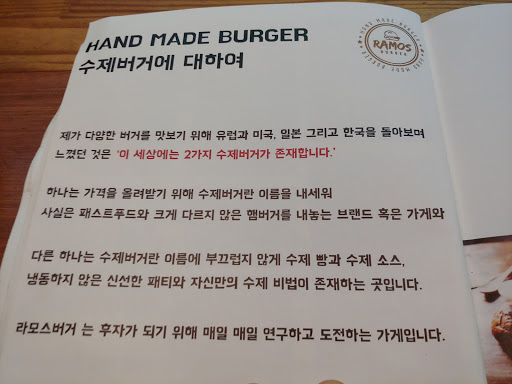 HAND MADE BURGER
수제버거에 대하여
RAMOS
BURGER
제가 다양한 버거를 맛보기 위해 유럽과 미국, 일본 그리고 한국을 돌아보며
느꼈던 것은 '이 세상에는 2가지 수제버거가 존재합니다.'
하나는 가격을 올려받기 위해 수제버거란 이름을 내세워
사실은 패스트푸드와 크게 다르지 않은 햄버거를 내놓는 브랜드 혹은 가게와
다른 하나는 수제버거란 이름에 부끄럽지 않게 수제 빵과 수제 소스,
냉동하지 않은 신선한 패티와 자신만의 수제 비법이 존재하는 곳입니다.
라모스버거 는 후자가 되기 위해 매일 매일 연구하고 도전하는 가게입니다.